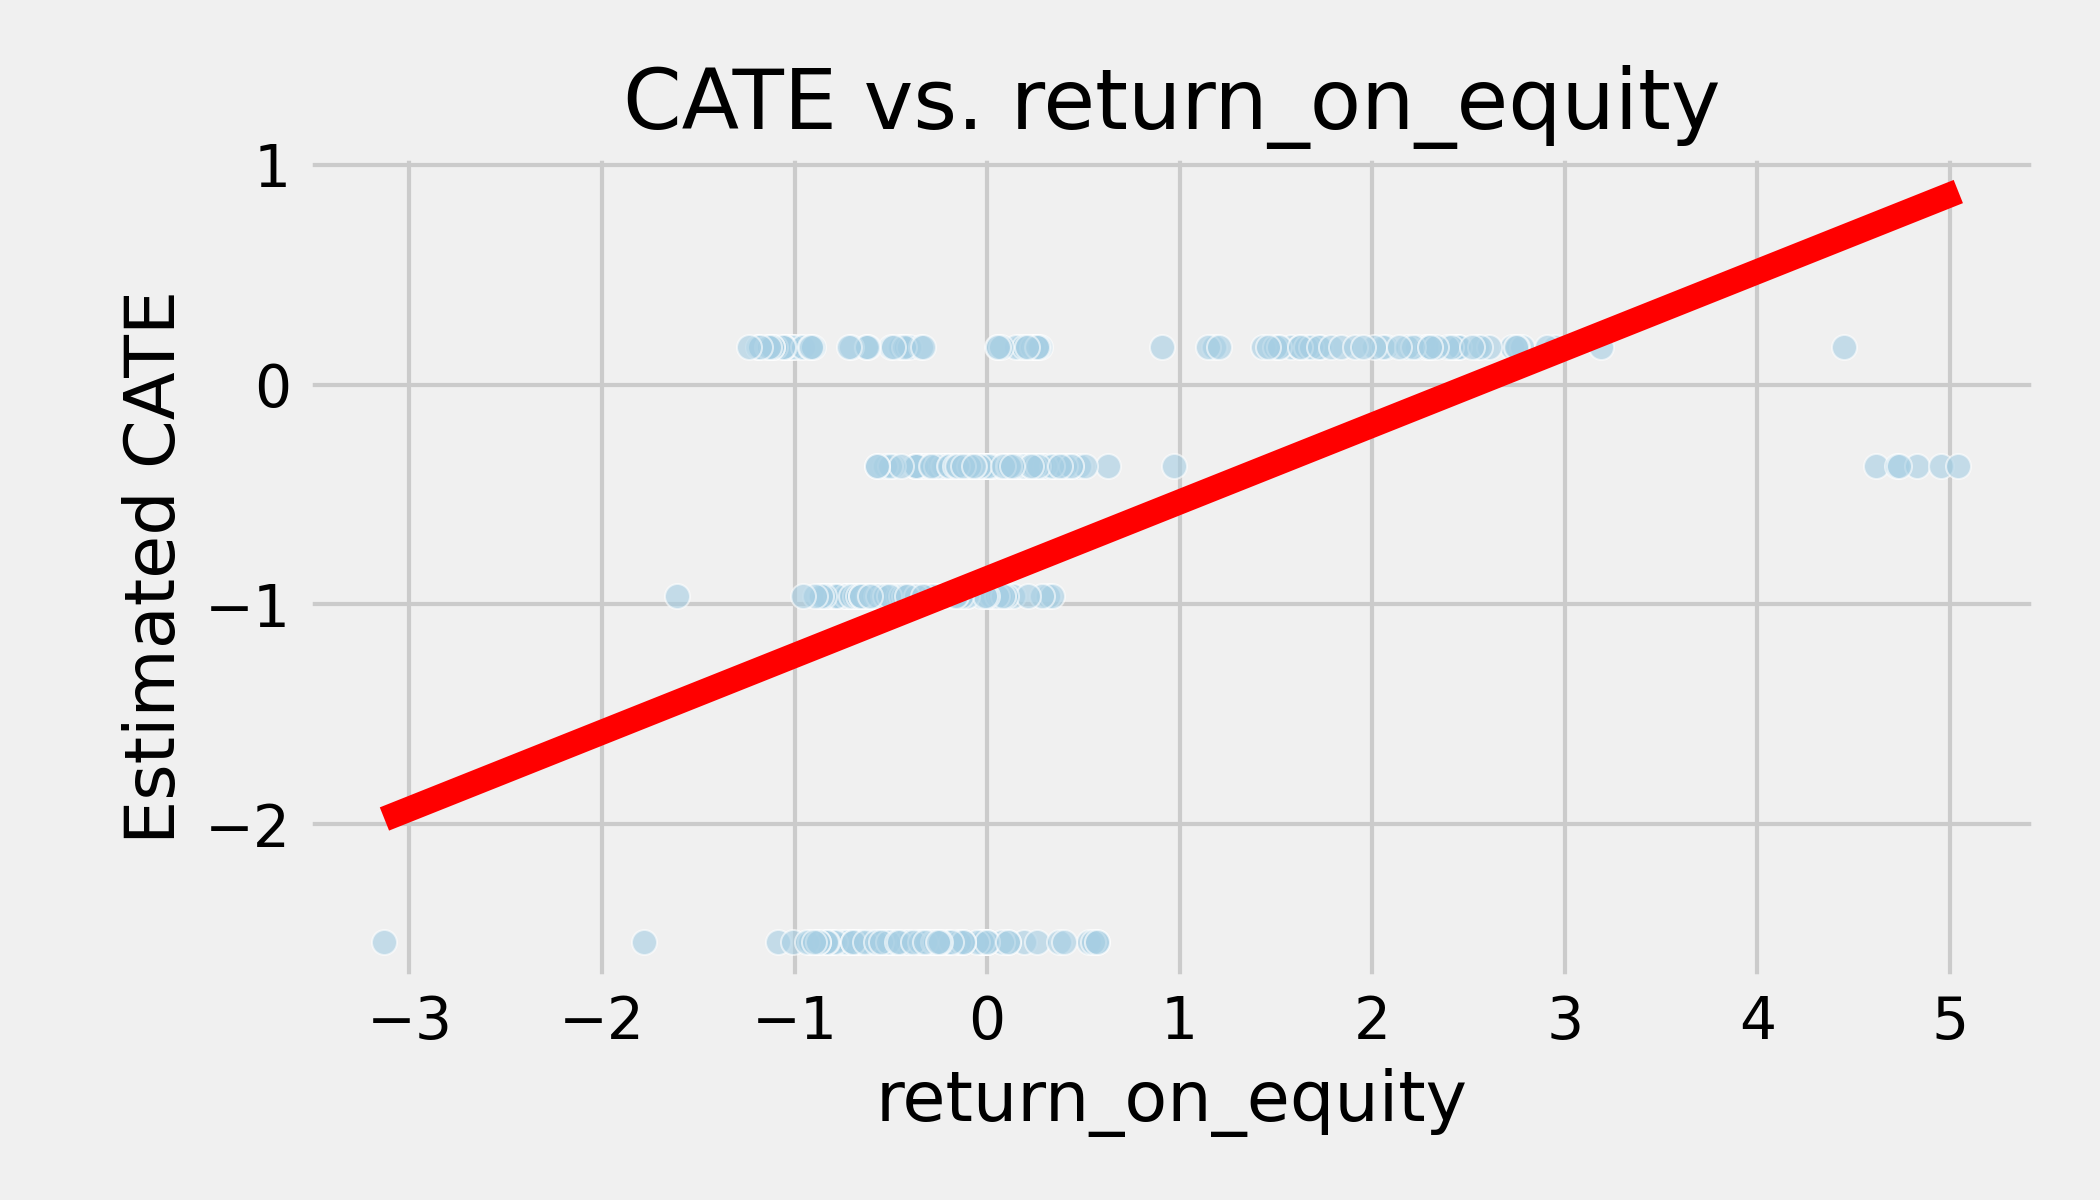 CATE vs. return_on_equity
Estimated CATE
1
0
−1
−2
−3 −2 −1 0 1 2 3 4 5
return_on_equity